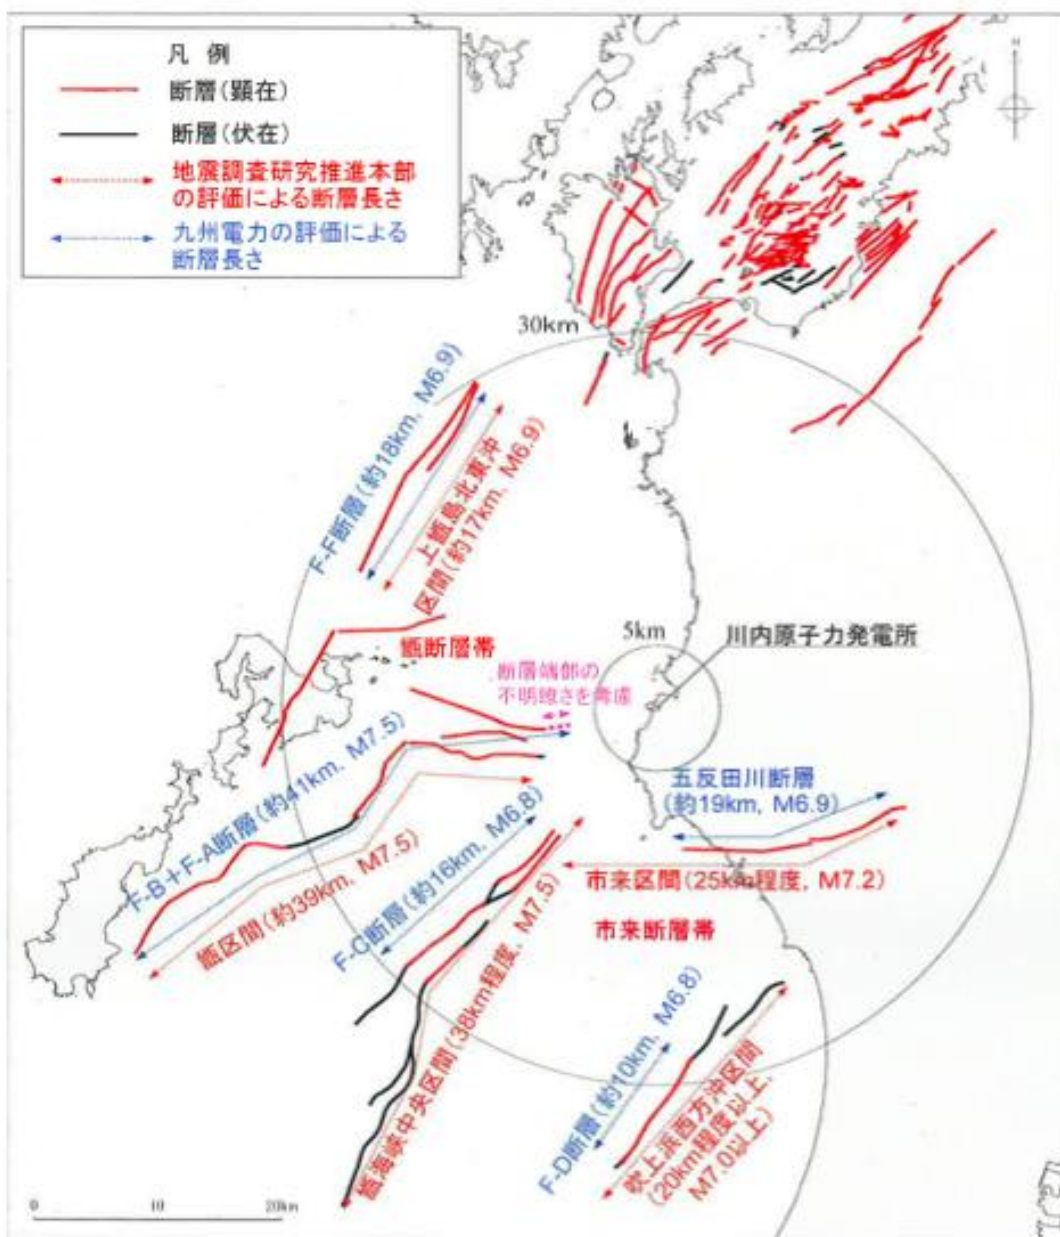 凡 例
断層(顕在)
断層(伏在)
地震調査研究推進本部
の評価による断層長さ
九州電力の評価による
断層長さ
N
30km
F-F断層(約18km, M6.9)
上甑島北東沖
区間(約17km, M6.9)
甑断層帯
断層端部の
不明瞭さを考慮
5km
川内原子力発電所
F-B+F-A断層(約41km, M7.5)
甑区間(約39km, M7.5)
F-C断層(約16km, M6.8)
甑海峡中央区間(38km程度, M7.5)
五反田川断層
(約19km, M6.9)
市来区間(25km程度, M7.2)
市来断層帯
F-D断層(約10km, M6.8)
吹上浜西方沖区間
(20km程度以上,
M7.0以上)
0 10 20km